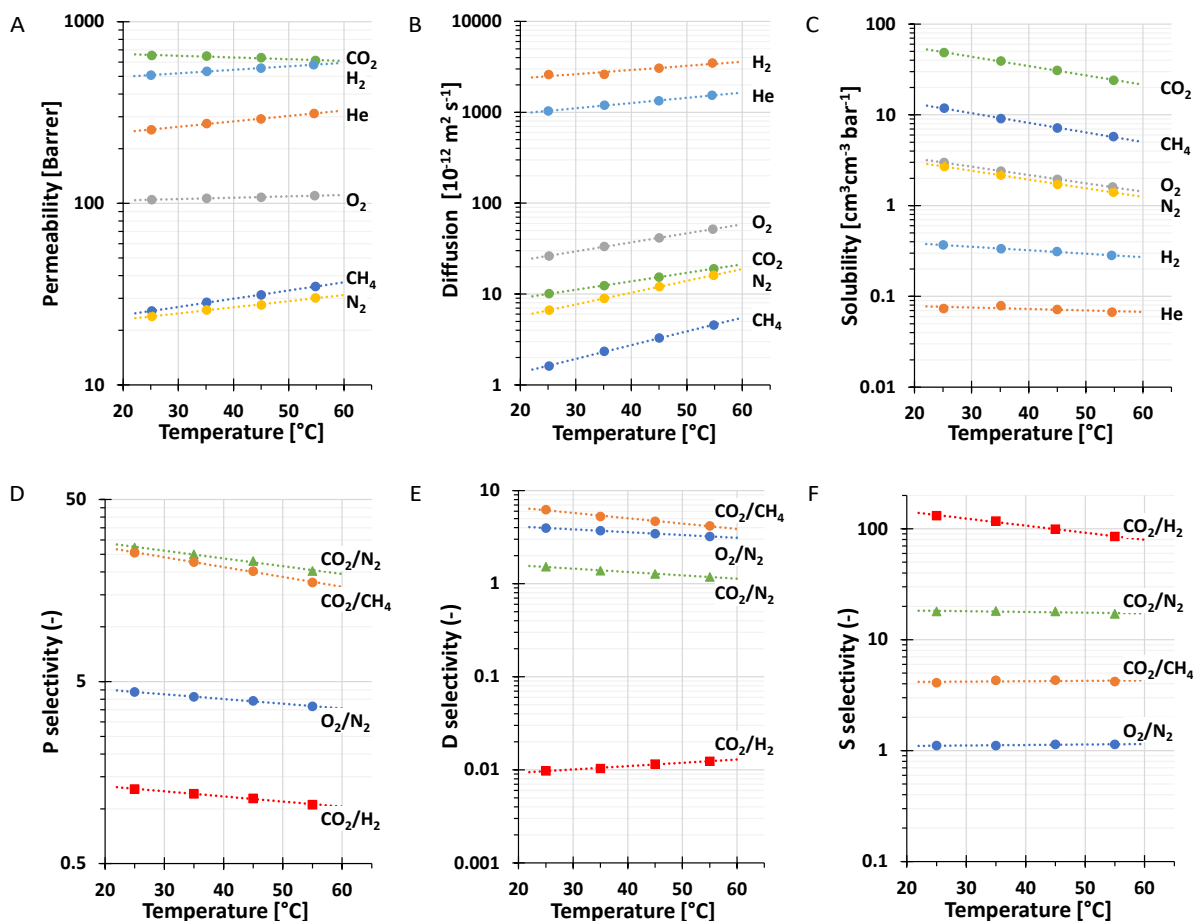 A
B
C
1000
100
10
Permeability [Barrer]
CO2
H2
He
O2
CH4
N2
20 30 40 50 60
Temperature [°C]
10000
1000
100
10
1
Diffusion [10-12 m2 s-1]
H2
He
O2
CO2
N2
CH4
20 30 40 50 60
Temperature [°C]
100
10
1
0.1
0.01
Solubility [cm3cm-3 bar-1]
CO2
CH4
O2
N2
H2
He
20 30 40 50 60
Temperature [°C]
D
E
F
50
5
0.5
P selectivity (-)
CO2/N2
CO2/CH4
O2/N2
CO2/H2
20 30 40 50 60
Temperature [°C]
10
1
0.1
0.01
0.001
D selectivity (-)
CO2/CH4
O2/N2
CO2/N2
CO2/H2
20 30 40 50 60
Temperature [°C]
100
10
1
0.1
S selectivity (-)
CO2/H2
CO2/N2
CO2/CH4
O2/N2
20 30 40 50 60
Temperature [°C]